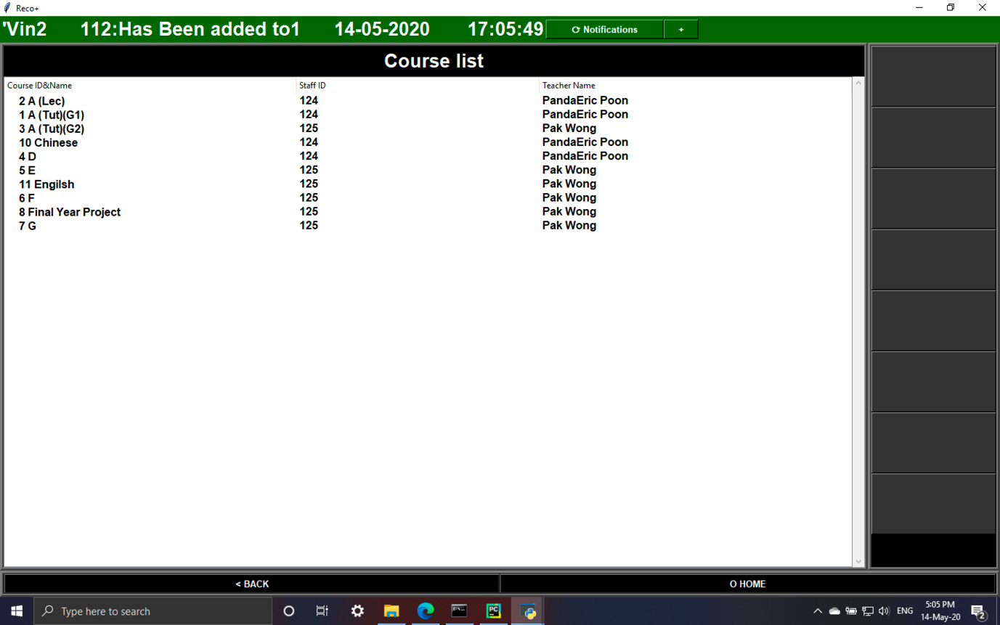 Reco+
'Vin2 112:Has Been added to1 14-05-2020 17:05:49 Notifications +
Course list
Course ID&Name Staff ID Teacher Name
2 A (Lec) 124 PandaEric Poon
1 A (Tut)(G1) 124 PandaEric Poon
3 A (Tut)(G2) 125 Pak Wong
10 Chinese 124 PandaEric Poon
4 D 124 PandaEric Poon
5 E 125 Pak Wong
11 Engilsh 125 Pak Wong
6 F 125 Pak Wong
8 Final Year Project 125 Pak Wong
7 G 125 Pak Wong
< BACK O HOME
Type here to search PC ENG 5:05 PM
14-May-20 2